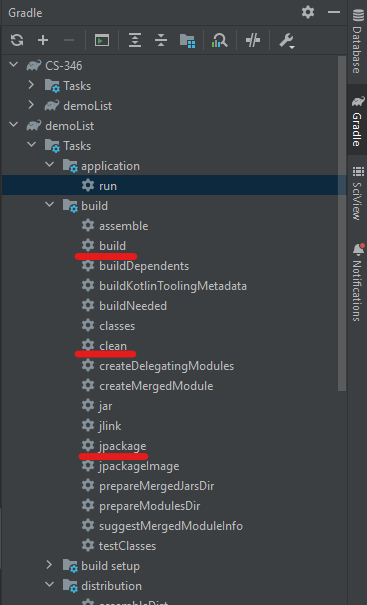 Gradle
CS-346
Tasks
demoList
demoList
Tasks
application
run
build
assemble
build
buildDependents
buildKotlinToolingMetadata
buildNeeded
classes
clean
createDelegatingModules
createMergedModule
jar
jlink
jpackage
jpackageImage
prepareMergedJarsDir
prepareModulesDir
suggestMergedModuleInfo
testClasses
build setup
distribution
assembleDist
Database
Gradle
SciView
Notifications